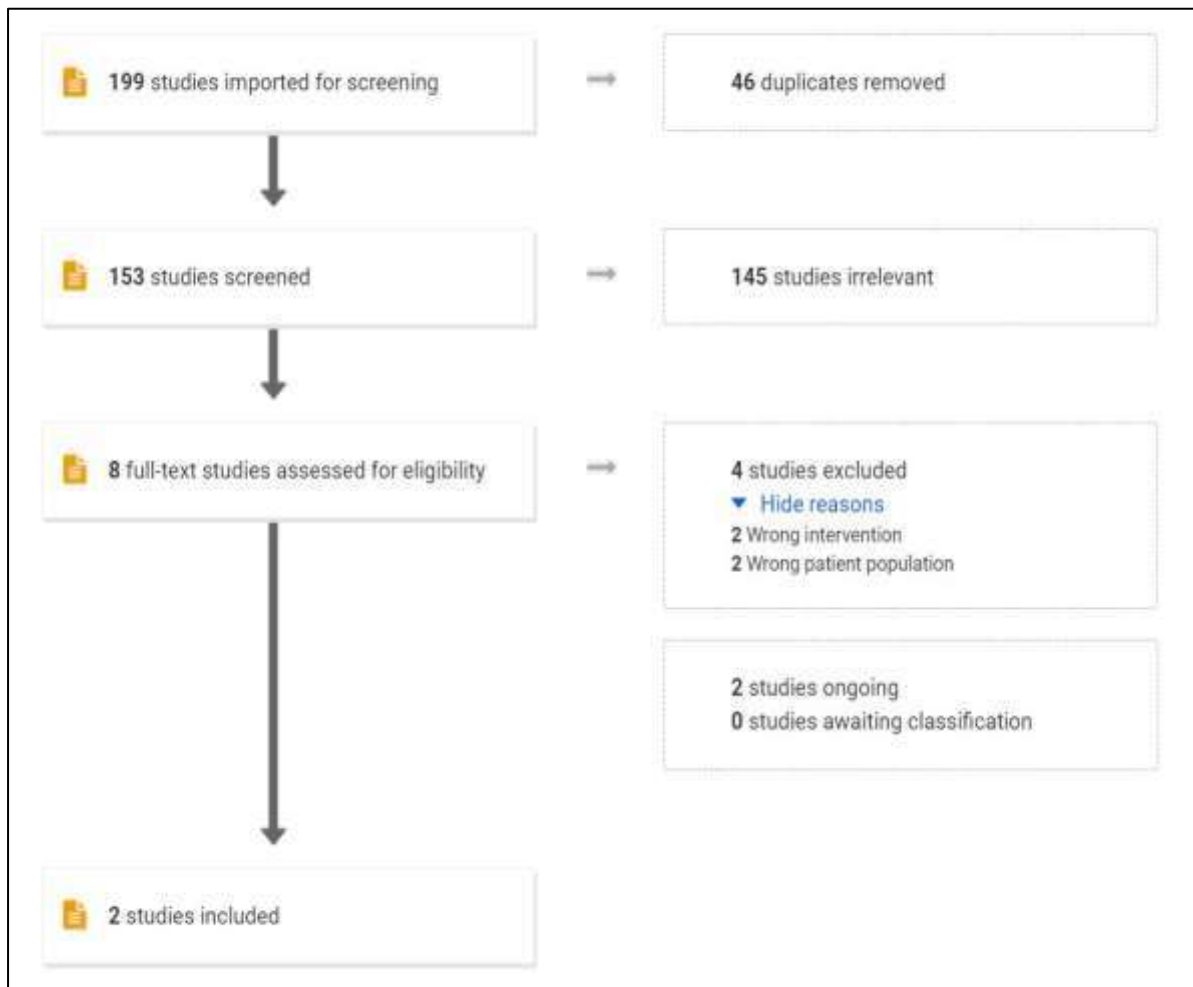 199 studies imported for screening
46 duplicates removed
153 studies screened
145 studies irrelevant
8 full-text studies assessed for eligibility
4 studies excluded
Hide reasons
2 Wrong intervention
2 Wrong patient population
2 studies ongoing
0 studies awaiting classification
2 studies included